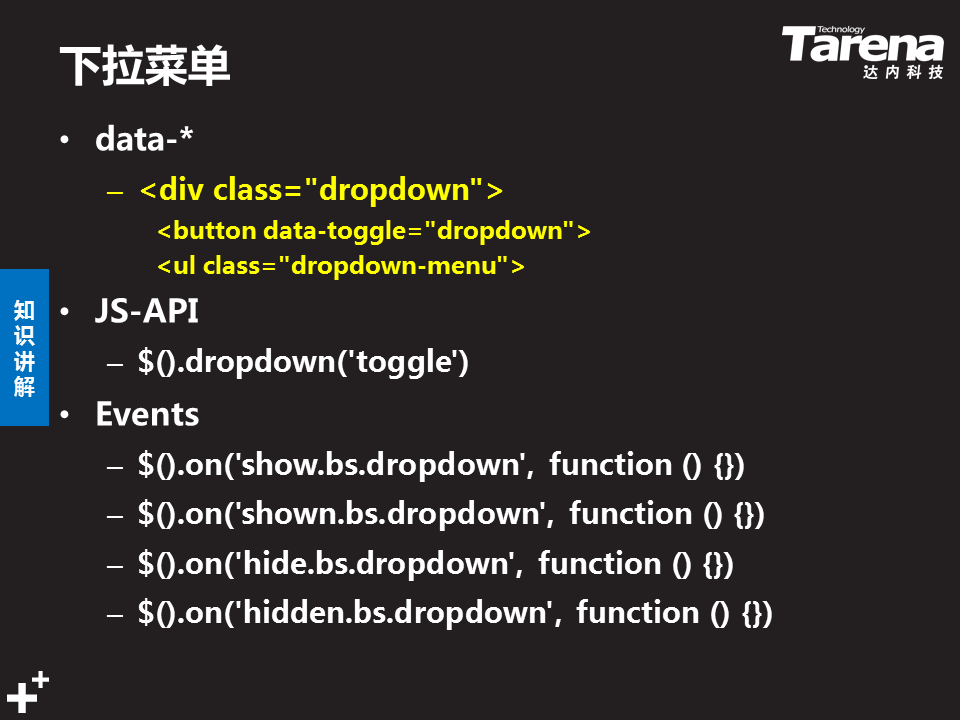 下拉菜单
Technology
Tarena
达内科技
• data-*
– <div class="dropdown">
<button data-toggle="dropdown">
<ul class="dropdown-menu">
知识讲解
• JS-API
– $().dropdown('toggle')
• Events
– $().on('show.bs.dropdown', function () {})
– $().on('shown.bs.dropdown', function () {})
– $().on('hide.bs.dropdown', function () {})
– $().on('hidden.bs.dropdown', function () {})